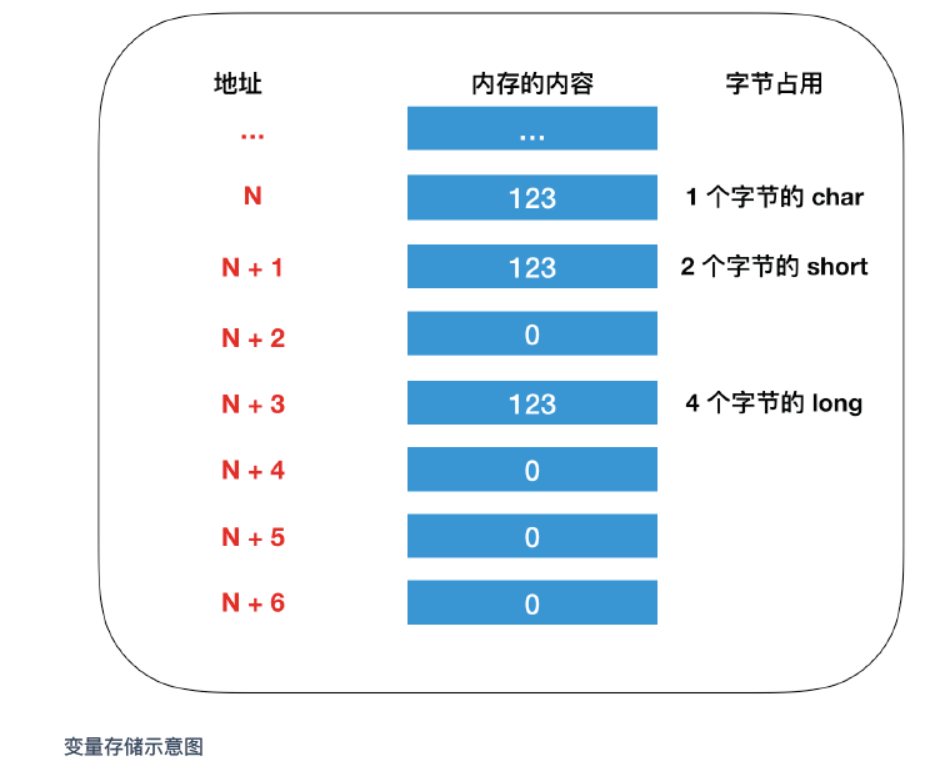 地址 内存的内容 字节占用
... ...
N 123 1 个字节的 char
N + 1 123 2 个字节的 short
N + 2 0
N + 3 123 4 个字节的 long
N + 4 0
N + 5 0
N + 6 0
变量存储示意图